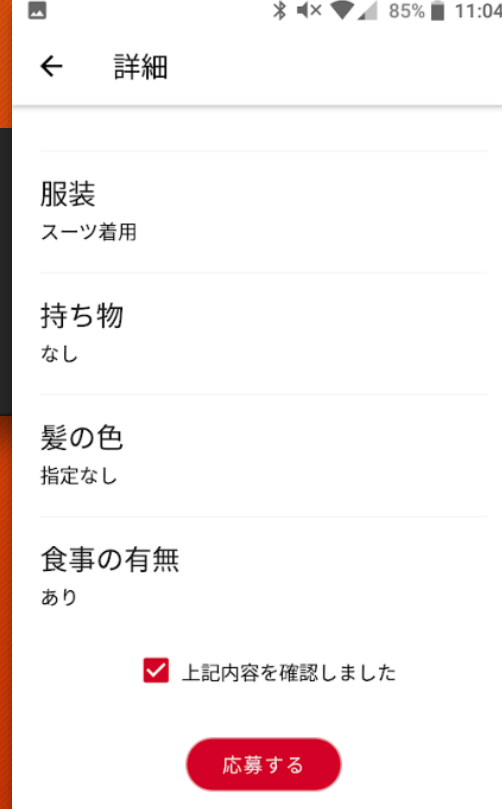 85% 11:04
詳細
服装
スーツ着用
持ち物
なし
髪の色
指定なし
食事の有無
あり
上記内容を確認しました
応募する